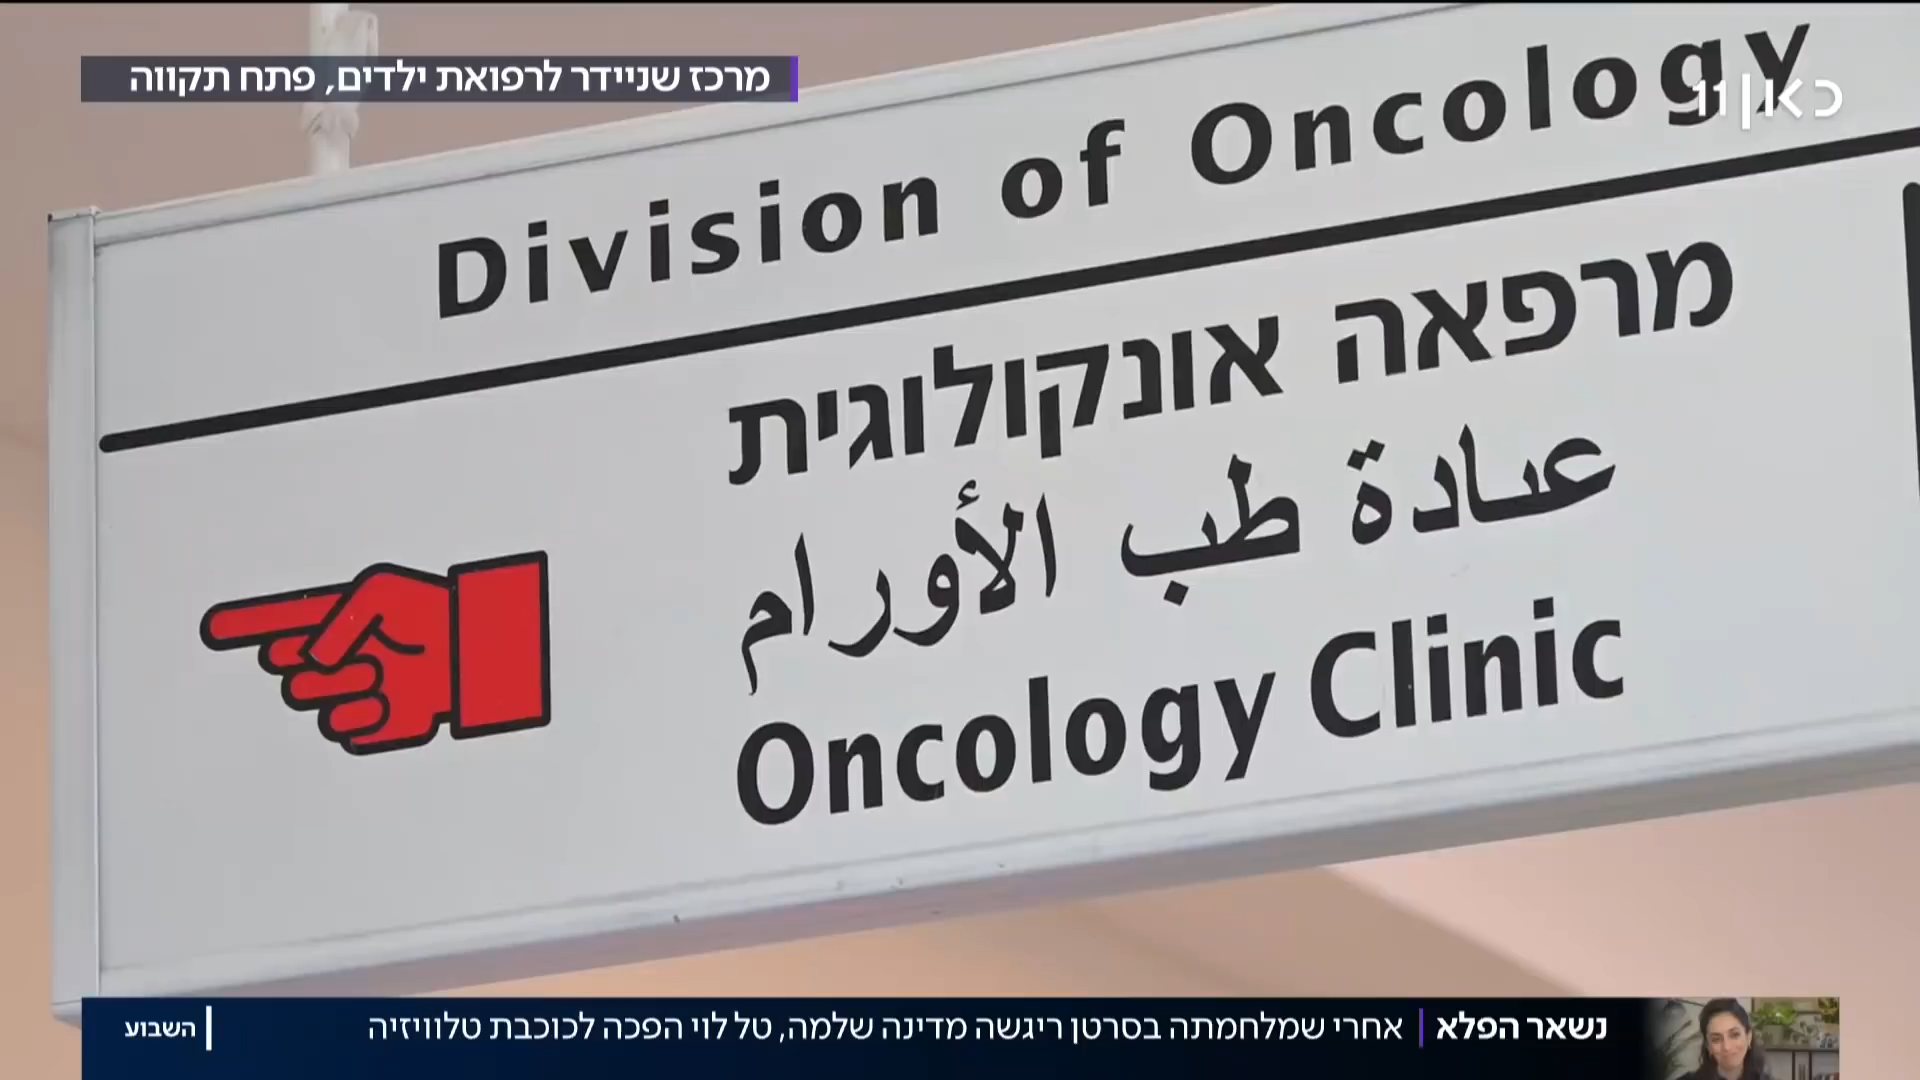 מרכז שניידר לרפואת ילדים, פתח תקווה
כאן 11
Division of Oncology
מרפאה אונקולוגית
عيادة طب الأورام
Oncology Clinic
נשאר הפלא | אחרי שמלחמתה בסרטן ריגשה מדינה שלמה, טל לוי הפכה לכוכבת טלוויזיה | השבוע